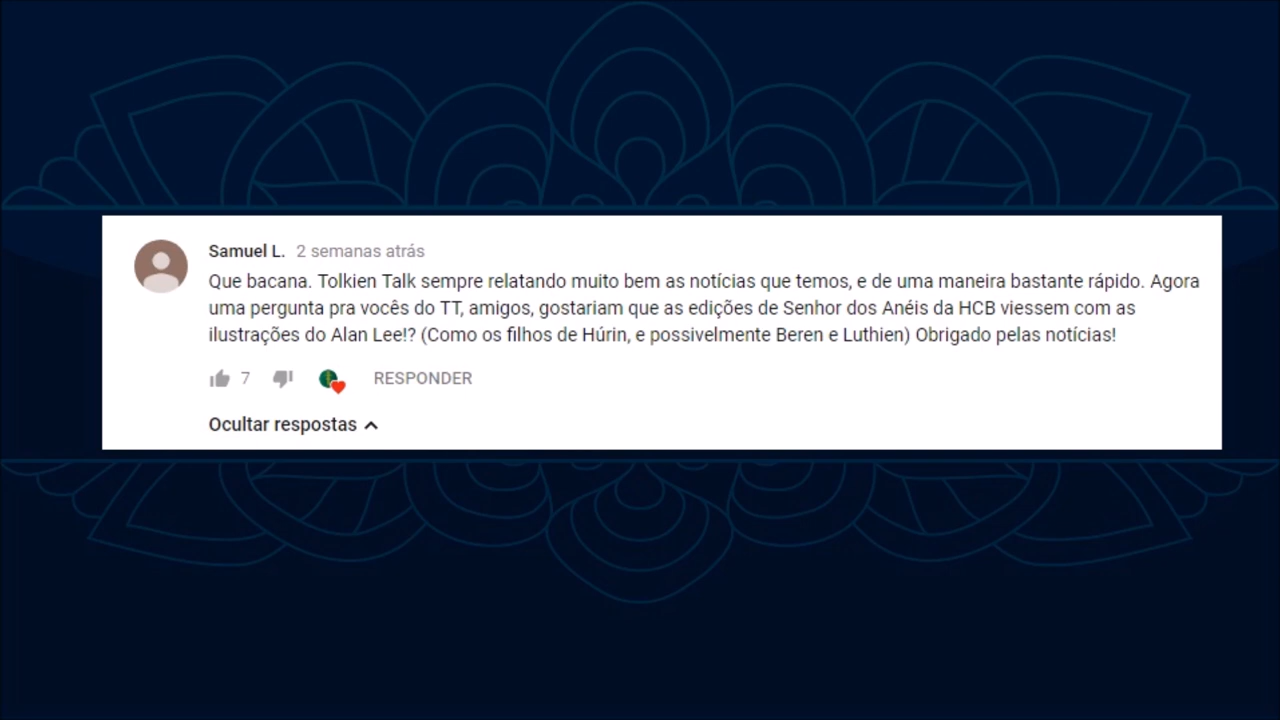 Samuel L. 2 semanas atrás
Que bacana. Tolkien Talk sempre relatando muito bem as notícias que temos, e de uma maneira bastante rápido. Agora
uma pergunta pra vocês do TT, amigos, gostariam que as edições de Senhor dos Anéis da HCB viessem com as
ilustrações do Alan Lee!? (Como os filhos de Húrin, e possivelmente Beren e Luthien) Obrigado pelas notícias!
7 RESPONDER
Ocultar respostas